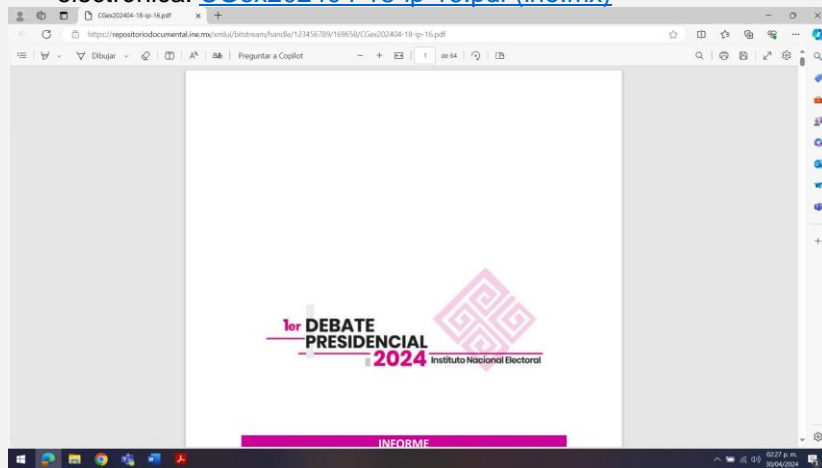 electrónica: CGex202404-18-ip-16.pdf (ine.mx)
CGex202404-18-ip-16.pdf
https://repositoriodocumental.ine.mx/xmlui/bitstream/handle/123456789/169658/CGex202404-18-ip-16.pdf
Dibujar
Preguntar a Copilot
1 de 64
1er DEBATE
PRESIDENCIAL
2024 Instituto Nacional Electoral
INFORME
02:27 p. m.
30/04/2024